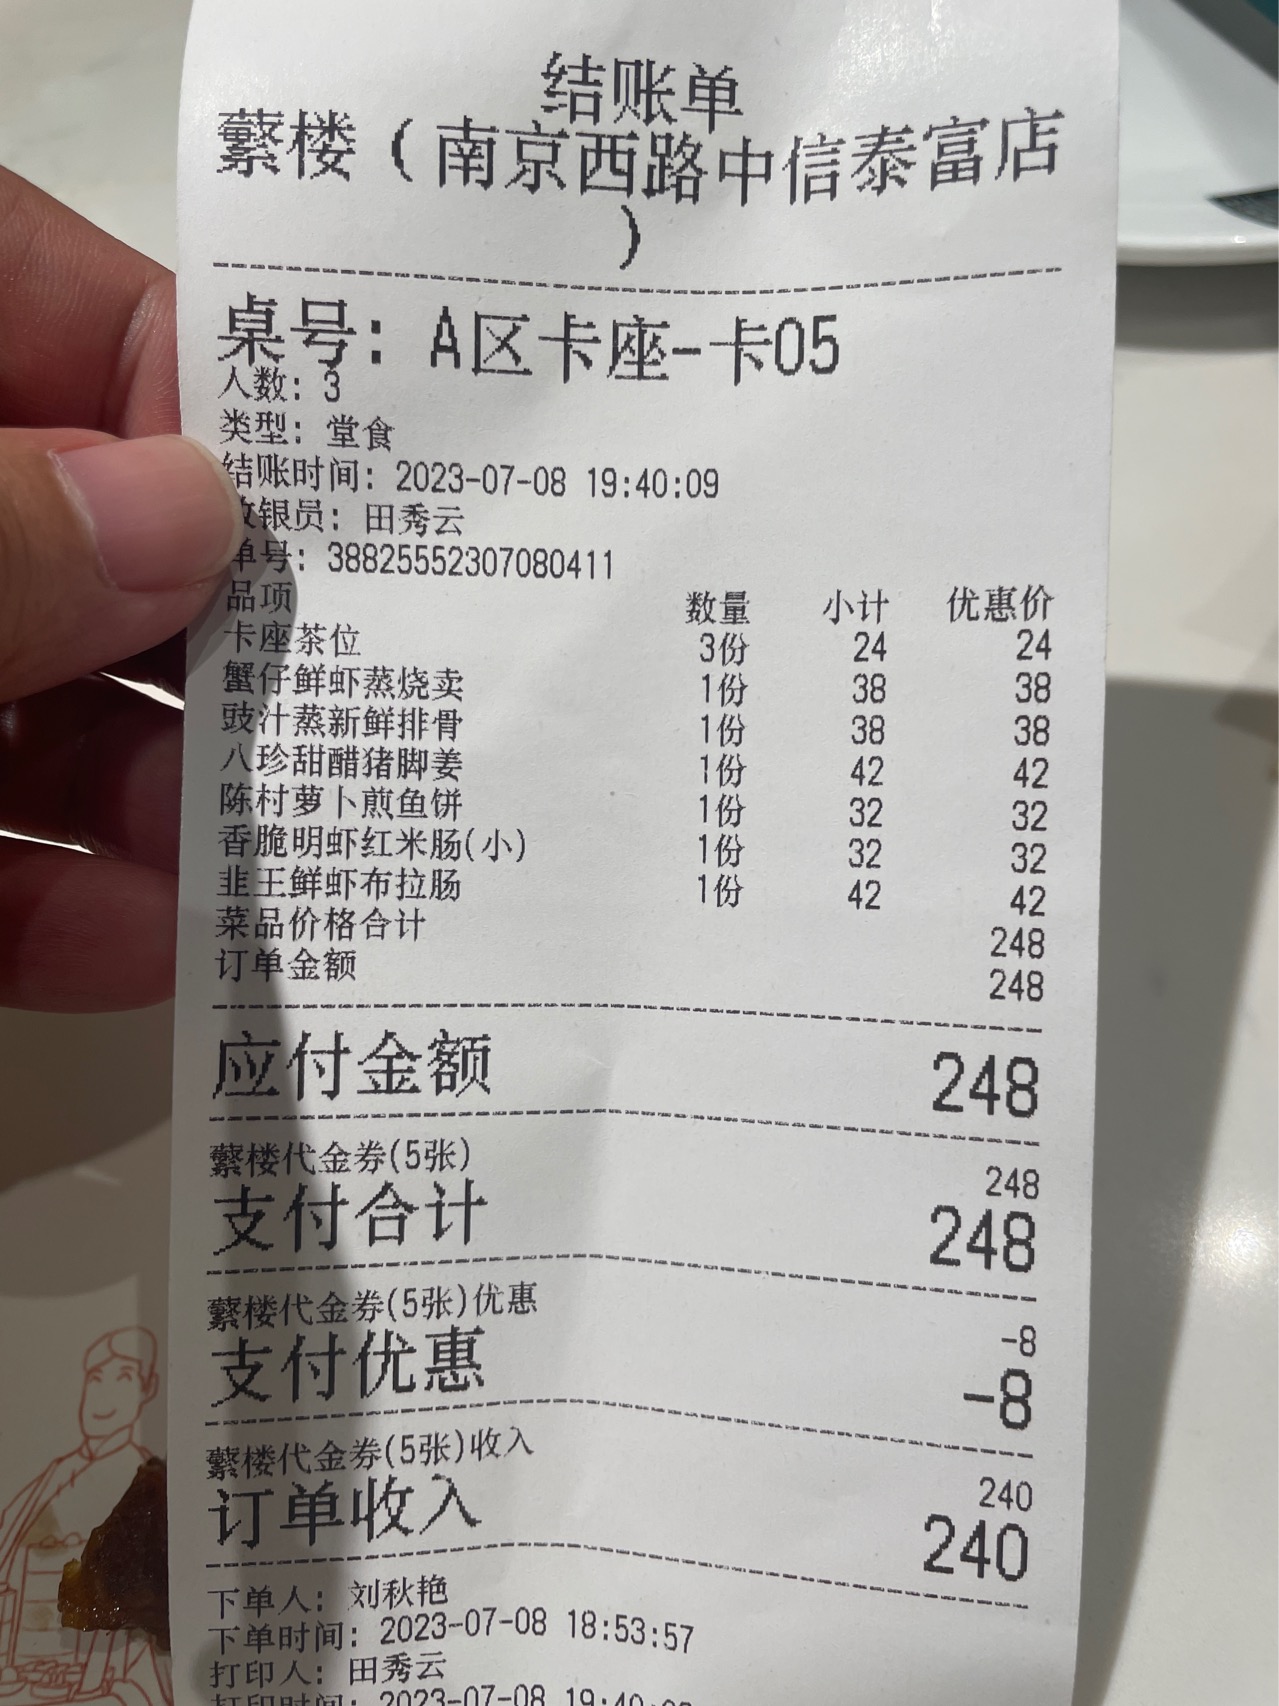 结账单
蘩楼（南京西路中信泰富店
）
桌号：A区卡座-卡05
人数：3
类型：堂食
结账时间：2023-07-08 19:40:09
收银员：田秀云
单号：38825552307080411
品项 数量 小计 优惠价
卡座茶位 3份 24 24
蟹仔鲜虾蒸烧卖 1份 38 38
豉汁蒸新鲜排骨 1份 38 38
八珍甜醋猪脚姜 1份 42 42
陈村萝卜煎鱼饼 1份 32 32
香脆明虾红米肠(小) 1份 32 32
韭王鲜虾布拉肠 1份 42 42
菜品价格合计 248
订单金额 248
应付金额 248
蘩楼代金券(5张) 248
支付合计 248
蘩楼代金券(5张)优惠 -8
支付优惠 -8
蘩楼代金券(5张)收入 240
订单收入 240
下单人：刘秋艳
下单时间：2023-07-08 18:53:57
打印人：田秀云
打印时间：2023-07-08 19:40